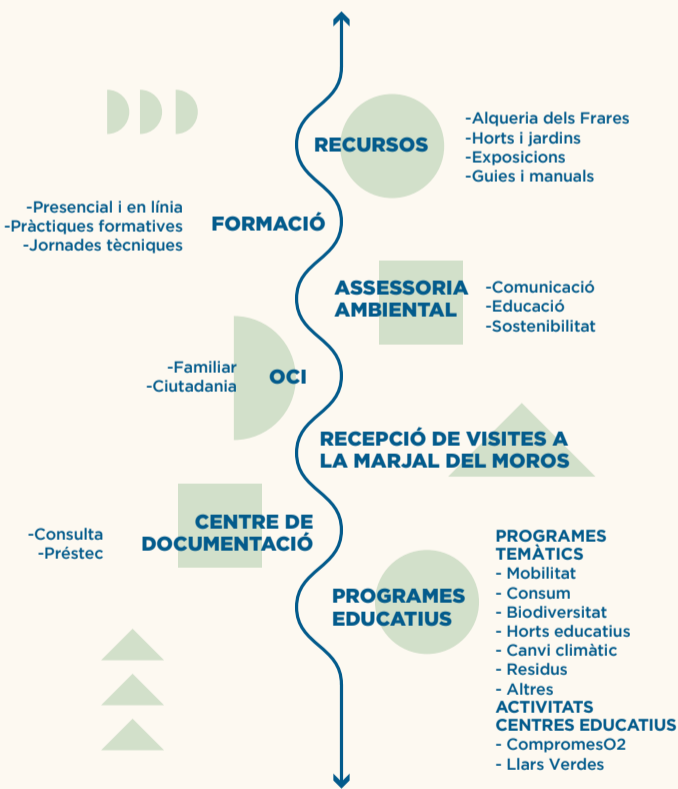 RECURSOS
-Alqueria dels Frares
-Horts i jardins
-Exposicions
-Guies i manuals
-Presencial i en línia
-Pràctiques formatives
-Jornades tècniques
FORMACIÓ
ASSESSORIA
AMBIENTAL
-Comunicació
-Educació
-Sostenibilitat
-Familiar
-Ciutadania
OCI
RECEPCIÓ DE VISITES A
LA MARJAL DEL MOROS
-Consulta
-Préstec
CENTRE DE
DOCUMENTACIÓ
PROGRAMES
EDUCATIUS
PROGRAMES
TEMÀTICS
- Mobilitat
- Consum
- Biodiversitat
- Horts educatius
- Canvi climàtic
- Residus
- Altres
ACTIVITATS
CENTRES EDUCATIUS
- CompromesO2
- Llars Verdes